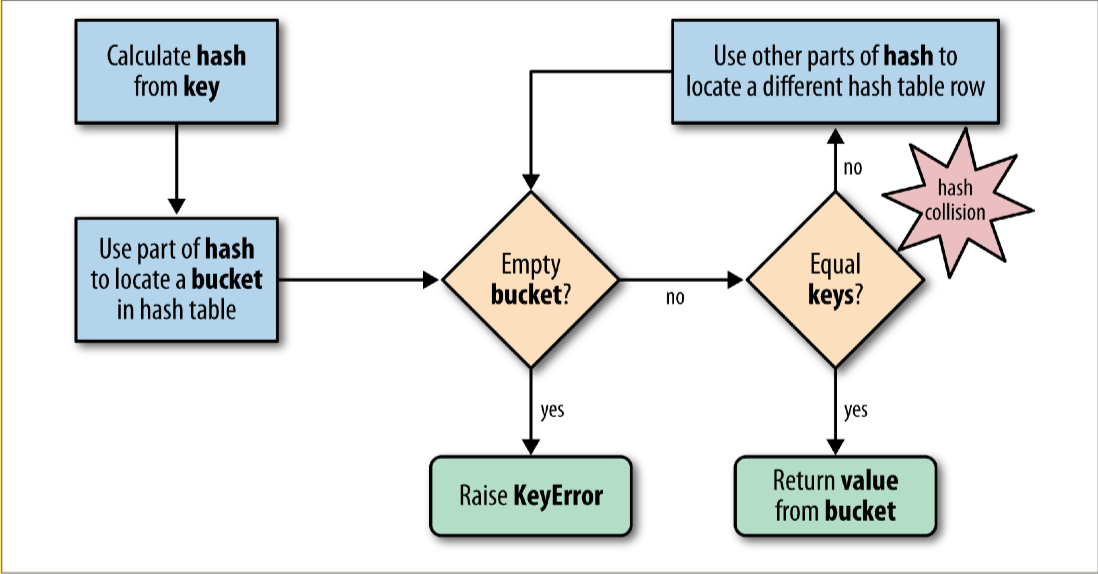 Calculate hash
from key
Use part of hash
to locate a bucket
in hash table
Empty
bucket?
yes
Raise KeyError
no
Equal
keys?
yes
Return value
from bucket
no
hash
collision
Use other parts of hash to
locate a different hash table row